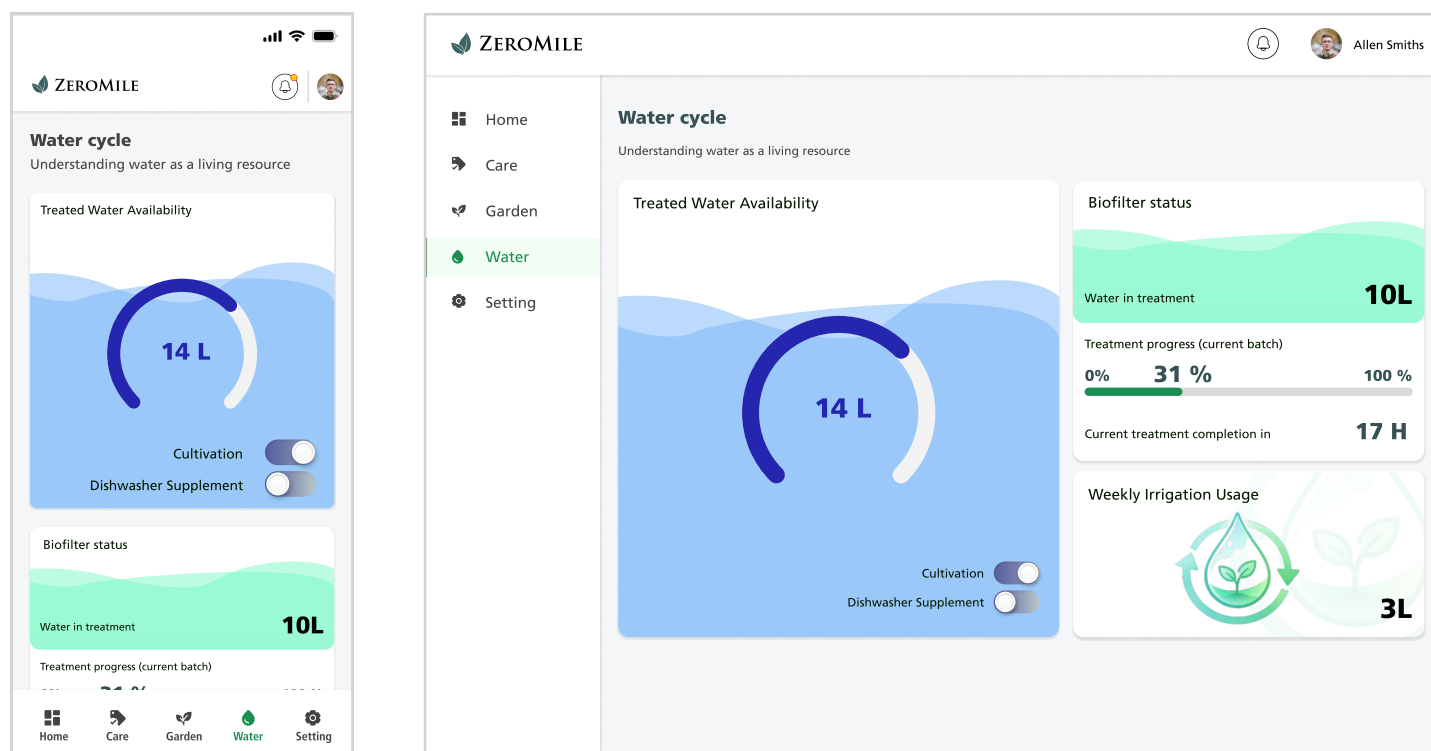 ZEROMILE
Water cycle
Understanding water as a living resource
Treated Water Availability
14 L
Cultivation
Dishwasher Supplement
Biofilter status
Water in treatment
10L
Treatment progress (current batch)
31 %
Home
Care
Garden
Water
Setting
ZEROMILE
Allen Smiths
Home
Care
Garden
Water
Setting
Water cycle
Understanding water as a living resource
Treated Water Availability
14 L
Cultivation
Dishwasher Supplement
Biofilter status
Water in treatment
10L
Treatment progress (current batch)
0% 31 % 100 %
Current treatment completion in
17 H
Weekly Irrigation Usage
3L